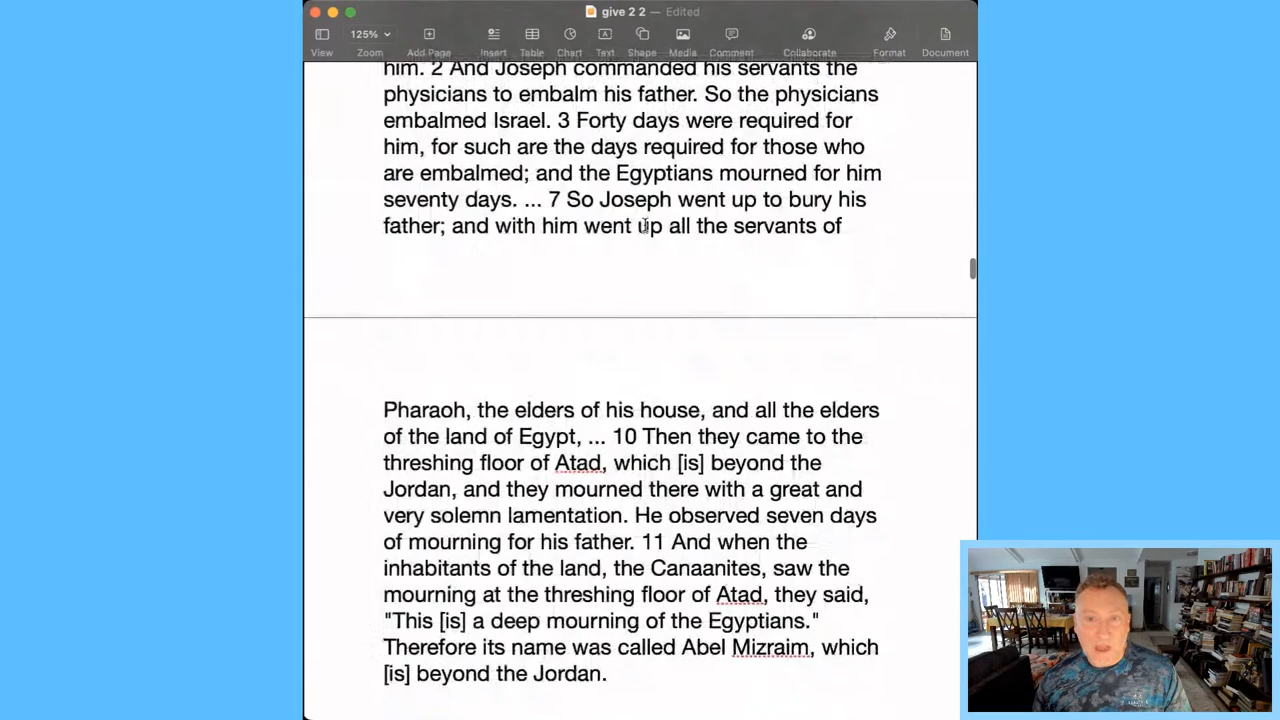 give 2 2 — Edited
125%
View Zoom Add Page Insert Table Chart Text Shape Media Comment Collaborate Format Document
him. 2 And Joseph commanded his servants the
physicians to embalm his father. So the physicians
embalmed Israel. 3 Forty days were required for
him, for such are the days required for those who
are embalmed; and the Egyptians mourned for him
seventy days. ... 7 So Joseph went up to bury his
father; and with him went up all the servants of
Pharaoh, the elders of his house, and all the elders
of the land of Egypt, ... 10 Then they came to the
threshing floor of Atad, which [is] beyond the
Jordan, and they mourned there with a great and
very solemn lamentation. He observed seven days
of mourning for his father. 11 And when the
inhabitants of the land, the Canaanites, saw the
mourning at the threshing floor of Atad, they said,
"This [is] a deep mourning of the Egyptians."
Therefore its name was called Abel Mizraim, which
[is] beyond the Jordan.